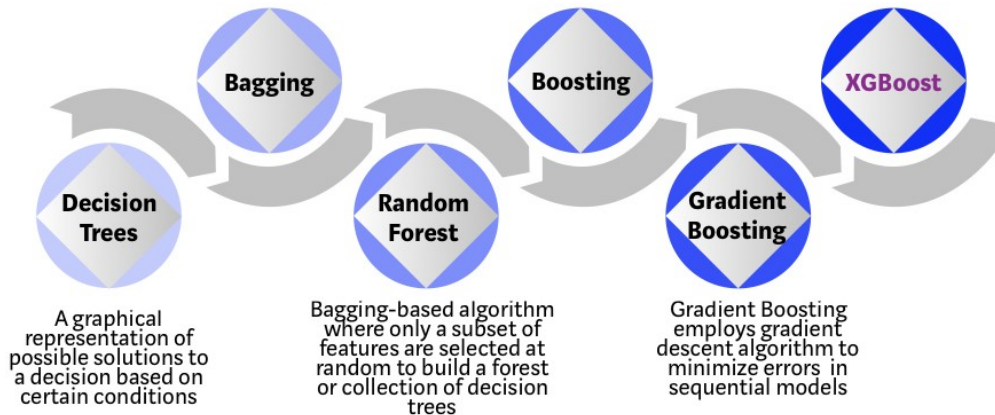 Bagging
Boosting
XGBoost
Decision
Trees
Random
Forest
Gradient
Boosting
A graphical
representation of
possible solutions to
a decision based on
certain conditions
Bagging-based algorithm
where only a subset of
features are selected at
random to build a forest
or collection of decision
trees
Gradient Boosting
employs gradient
descent algorithm to
minimize errors in
sequential models